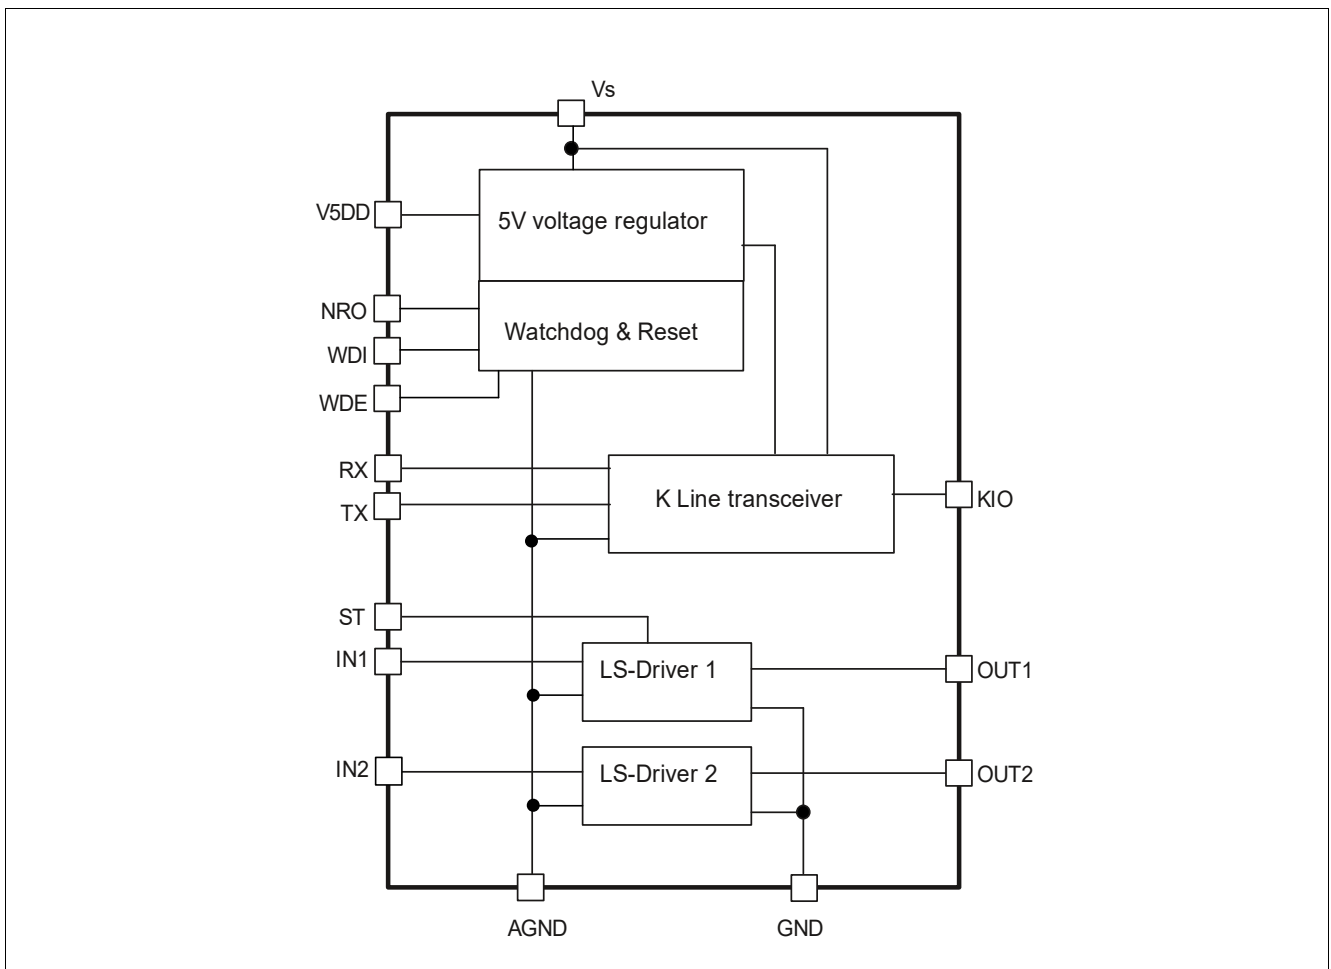 Vs
V5DD
5V voltage regulator
NRO
Watchdog & Reset
WDI
WDE
RX
K Line transceiver
KIO
TX
ST
IN1
LS-Driver 1
OUT1
IN2
LS-Driver 2
OUT2
AGND
GND